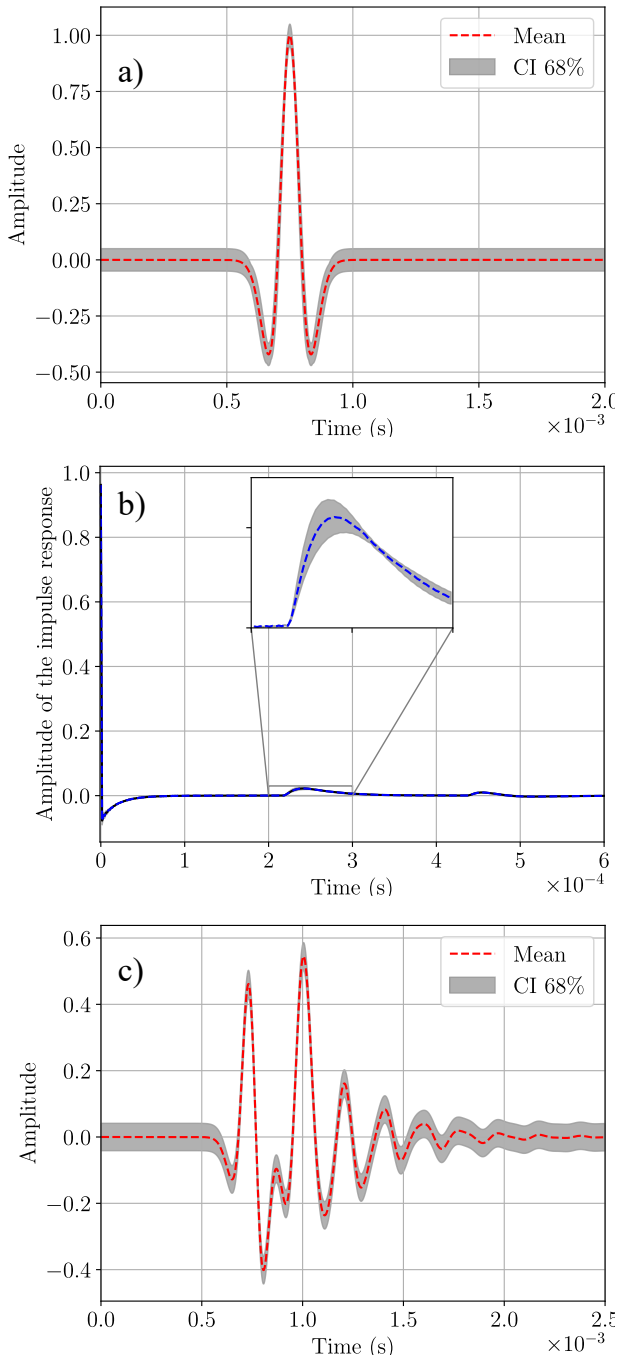 a)
Mean
CI 68%
Amplitude
1.00
0.75
0.50
0.25
0.00
−0.25
−0.50
0.0 0.5 1.0 1.5 2.0
Time (s)
×10⁻³
b)
Amplitude of the impulse response
1.0
0.8
0.6
0.4
0.2
0.0
0 1 2 3 4 5 6
Time (s)
×10⁻⁴
c)
Mean
CI 68%
Amplitude
0.6
0.4
0.2
0.0
−0.2
−0.4
0.0 0.5 1.0 1.5 2.0 2.5
Time (s)
×10⁻³